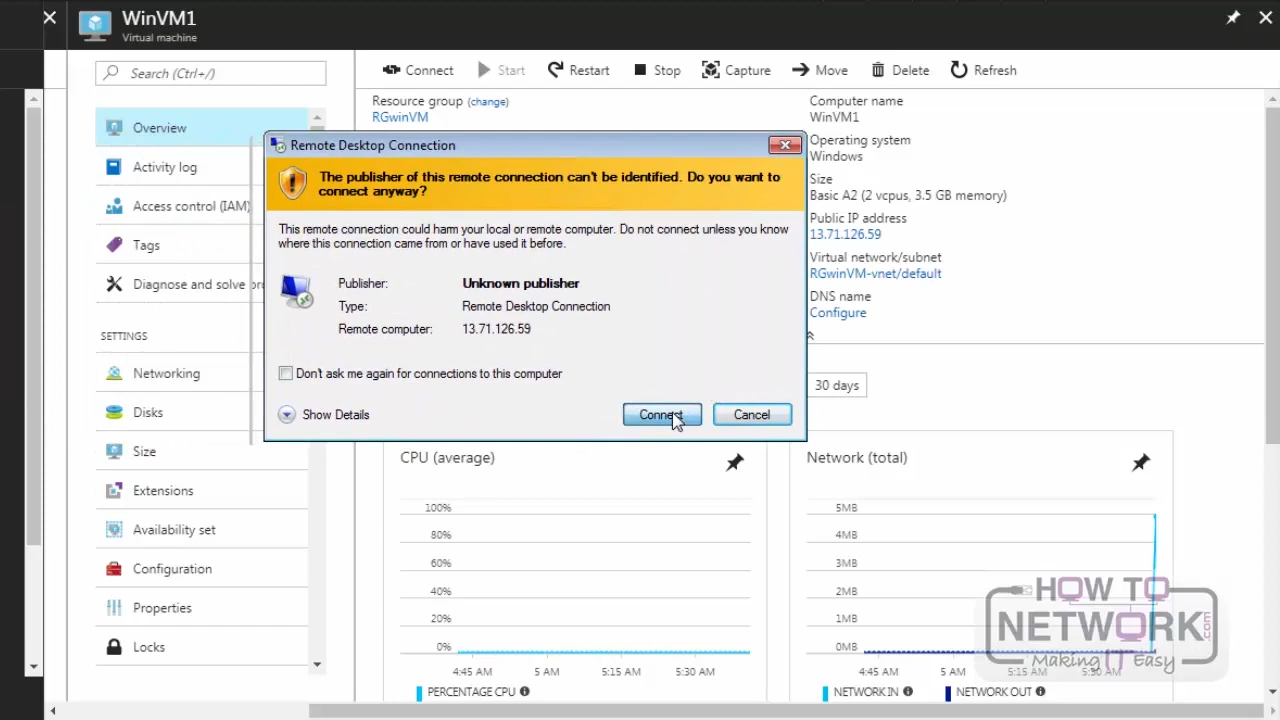 WinVM1
Virtual machine
Search (Ctrl+/)
Overview
Activity log
Access control (IAM)
Tags
Diagnose and solve pro
SETTINGS
Networking
Disks
Size
Extensions
Availability set
Configuration
Properties
Locks
Connect Start Restart Stop Capture Move Delete Refresh
Resource group (change)
RGwinVM
Computer name
WinVM1
Operating system
Windows
Size
Basic A2 (2 vcpus, 3.5 GB memory)
Public IP address
13.71.126.59
Virtual network/subnet
RGwinVM-vnet/default
DNS name
Configure
Remote Desktop Connection
The publisher of this remote connection can't be identified. Do you want to
connect anyway?
This remote connection could harm your local or remote computer. Do not connect unless you know
where this connection came from or have used it before.
Publisher: Unknown publisher
Type: Remote Desktop Connection
Remote computer: 13.71.126.59
Don't ask me again for connections to this computer
Show Details Connect Cancel
30 days
CPU (average)
100%
80%
60%
40%
20%
0%
4:45 AM 5 AM 5:15 AM 5:30 AM
PERCENTAGE CPU
Network (total)
5MB
4MB
3MB
2MB
1MB
0MB
4:45 AM 5 AM 5:15 AM 5:30 AM
NETWORK IN NETWORK OUT
HOW TO
NETWORK.com
Making IT Easy